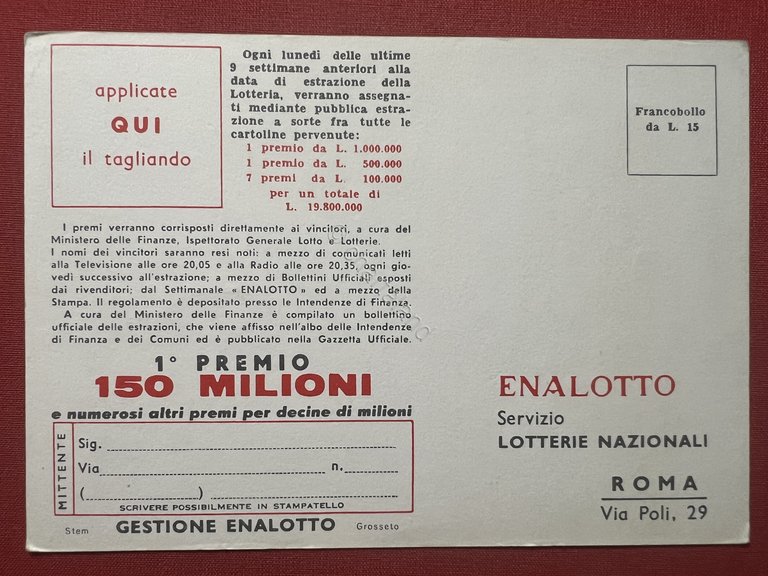 applicate
QUI
il tagliando
Ogni lunedì delle ultime
9 settimane anteriori alla
data di estrazione della
Lotteria, verranno assegna-
ti mediante pubblica estra-
zione a sorte fra tutte le
cartoline pervenute:
1 premio da L. 1.000.000
1 premio da L. 500.000
7 premi da L. 100.000
per un totale di
L. 19.800.000
Francobollo
da L. 15
I premi verranno corrisposti direttamente ai vincitori, a cura del
Ministero delle Finanze, Ispettorato Generale Lotto e Lotterie.
I nomi dei vincitori saranno resi noti: a mezzo di comunicati letti
alla Televisione alle ore 20,05 e alla Radio alle ore 20,35, ogni gio-
vedì successivo all'estrazione; a mezzo di Bollettini Ufficiali esposti
dai rivenditori; dal Settimanale «ENALOTTO» ed a mezzo della
Stampa. Il regolamento è depositato presso le Intendenze di Finanza.
A cura del Ministero delle Finanze è compilato un bollettino
ufficiale delle estrazioni, che viene affisso nell'albo delle Intendenze
di Finanza e dei Comuni ed è pubblicato nella Gazzetta Ufficiale.
1° PREMIO
150 MILIONI
e numerosi altri premi per decine di milioni
MITTENTE
Sig.
Via n.
( )
SCRIVERE POSSIBILMENTE IN STAMPATELLO
Stem GESTIONE ENALOTTO Grosseto
ENALOTTO
Servizio
LOTTERIE NAZIONALI
ROMA
Via Poli, 29